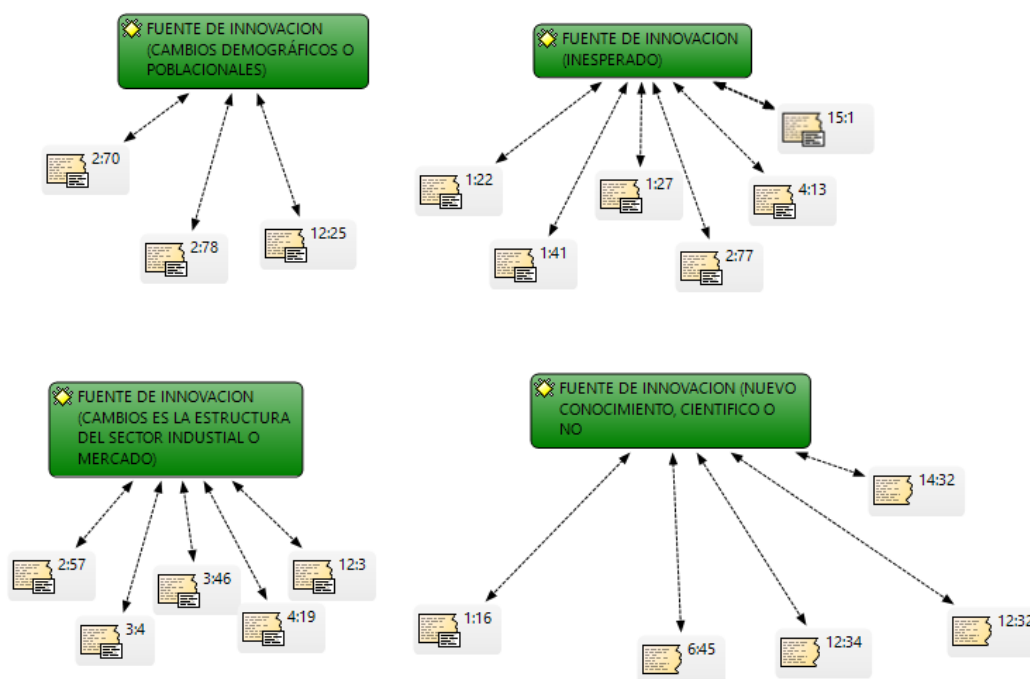 FUENTE DE INNOVACION
(CAMBIOS DEMOGRÁFICOS O
POBLACIONALES)
2:70
2:78
12:25
FUENTE DE INNOVACION
(INESPERADO)
15:1
1:22
1:27
4:13
1:41
2:77
FUENTE DE INNOVACION
(CAMBIOS ES LA ESTRUCTURA
DEL SECTOR INDUSTIAL O
MERCADO)
2:57
3:46
12:3
3:4
4:19
FUENTE DE INNOVACION (NUEVO
CONOCIMIENTO, CIENTIFICO O
NO
14:32
1:16
6:45
12:34
12:32